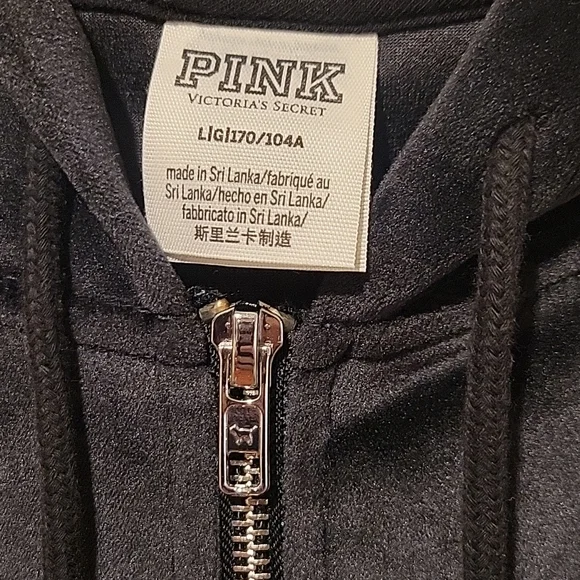 PINK
VICTORIA'S SECRET
L|G|170/104A
made in Sri Lanka/fabriqué au
Sri Lanka/hecho en Sri Lanka/
fabbricato in Sri Lanka/
斯里兰卡制造